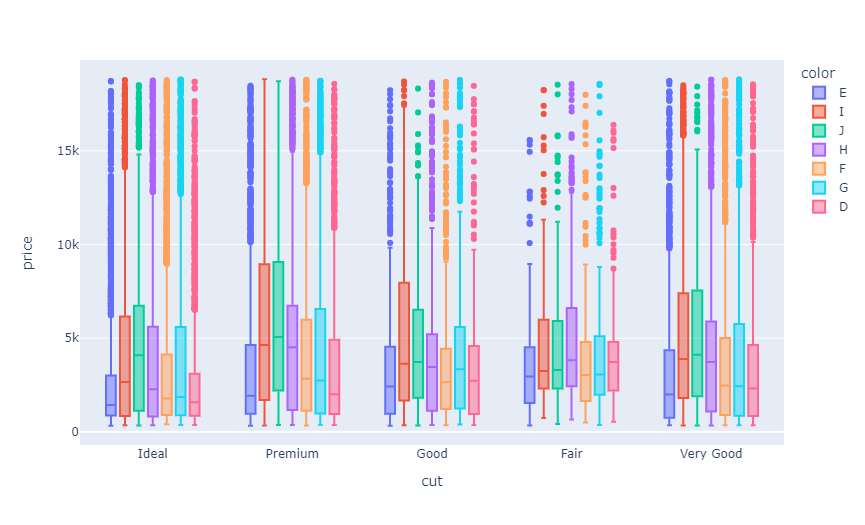 color
E
I
J
H
F
G
D
price
15k
10k
5k
0
Ideal
Premium
Good
Fair
Very Good
cut